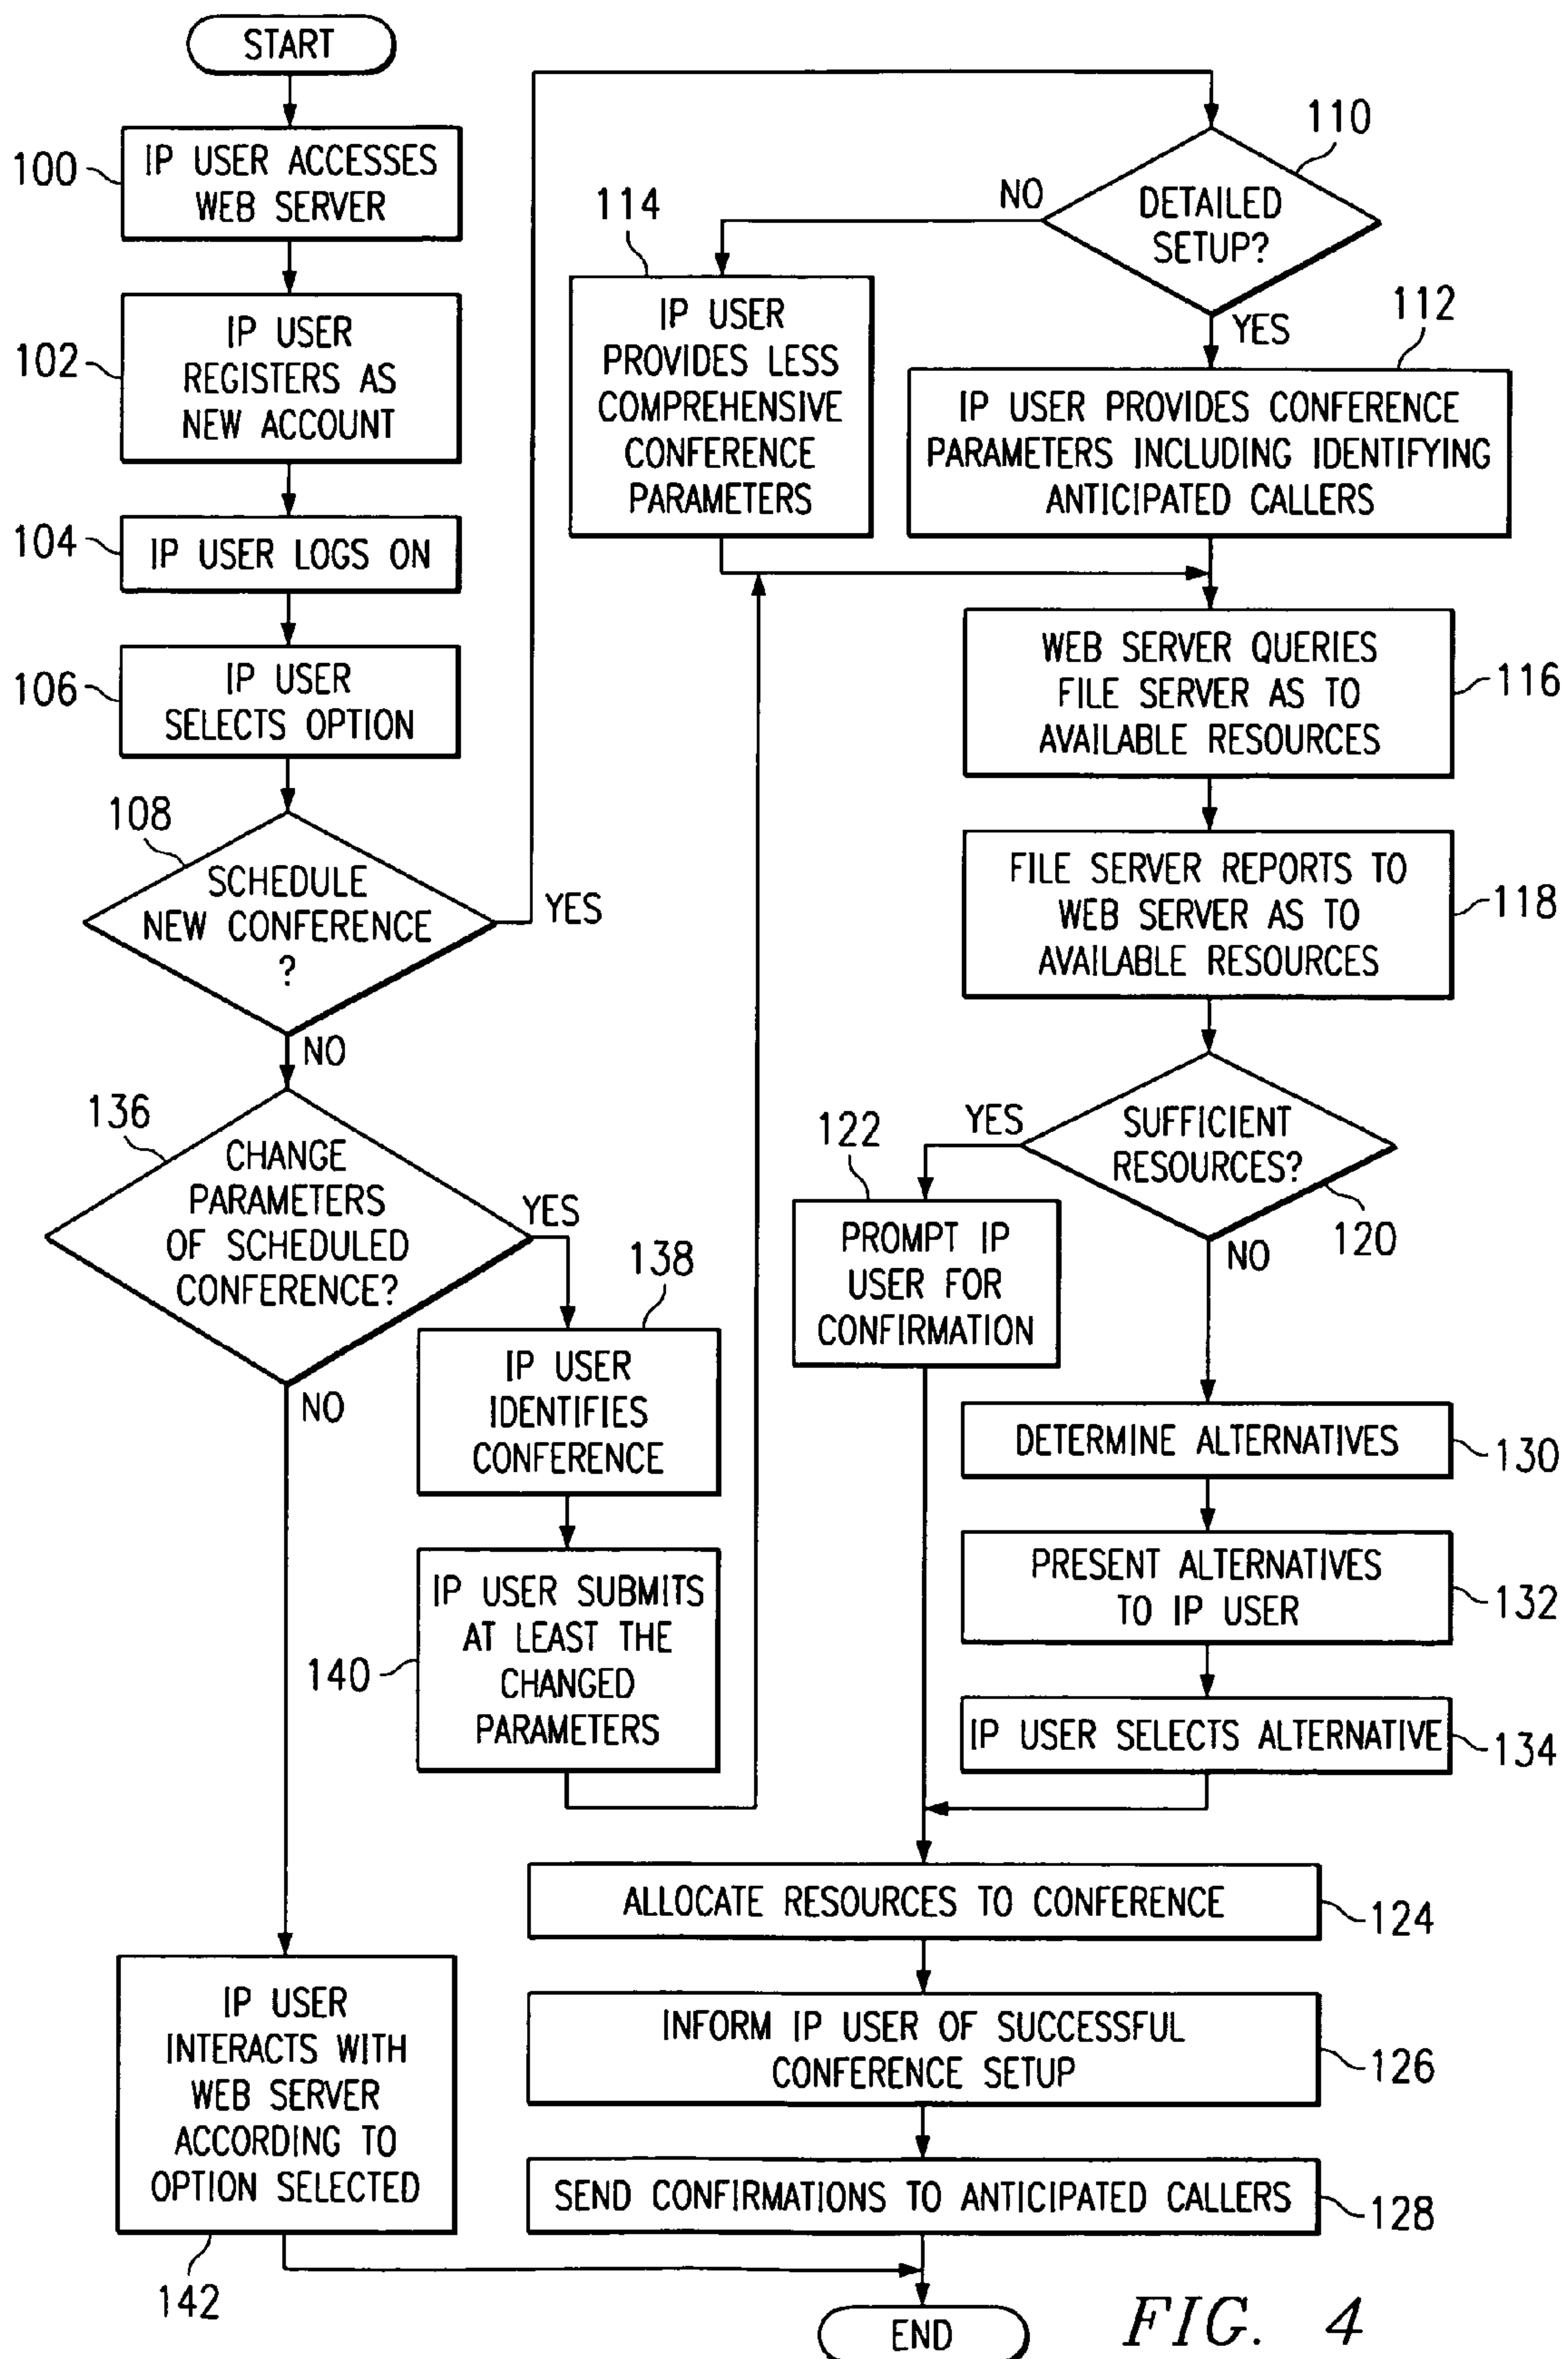 START
100
IP USER ACCESSES
WEB SERVER
102
IP USER
REGISTERS AS
NEW ACCOUNT
104
IP USER LOGS ON
106
IP USER
SELECTS OPTION
108
SCHEDULE
NEW CONFERENCE
?
YES
NO
136
CHANGE
PARAMETERS
OF SCHEDULED
CONFERENCE?
YES
NO
138
IP USER
IDENTIFIES
CONFERENCE
140
IP USER SUBMITS
AT LEAST THE
CHANGED
PARAMETERS
IP USER
INTERACTS WITH
WEB SERVER
ACCORDING TO
OPTION SELECTED
142
110
DETAILED
SETUP?
NO
YES
114
IP USER
PROVIDES LESS
COMPREHENSIVE
CONFERENCE
PARAMETERS
112
IP USER PROVIDES CONFERENCE
PARAMETERS INCLUDING IDENTIFYING
ANTICIPATED CALLERS
WEB SERVER QUERIES
FILE SERVER AS TO
AVAILABLE RESOURCES
116
FILE SERVER REPORTS TO
WEB SERVER AS TO
AVAILABLE RESOURCES
118
SUFFICIENT
RESOURCES?
120
YES
NO
122
PROMPT IP
USER FOR
CONFIRMATION
DETERMINE ALTERNATIVES
130
PRESENT ALTERNATIVES
TO IP USER
132
IP USER SELECTS ALTERNATIVE
134
ALLOCATE RESOURCES TO CONFERENCE
124
INFORM IP USER OF SUCCESSFUL
CONFERENCE SETUP
126
SEND CONFIRMATIONS TO ANTICIPATED CALLERS
128
END
FIG. 4